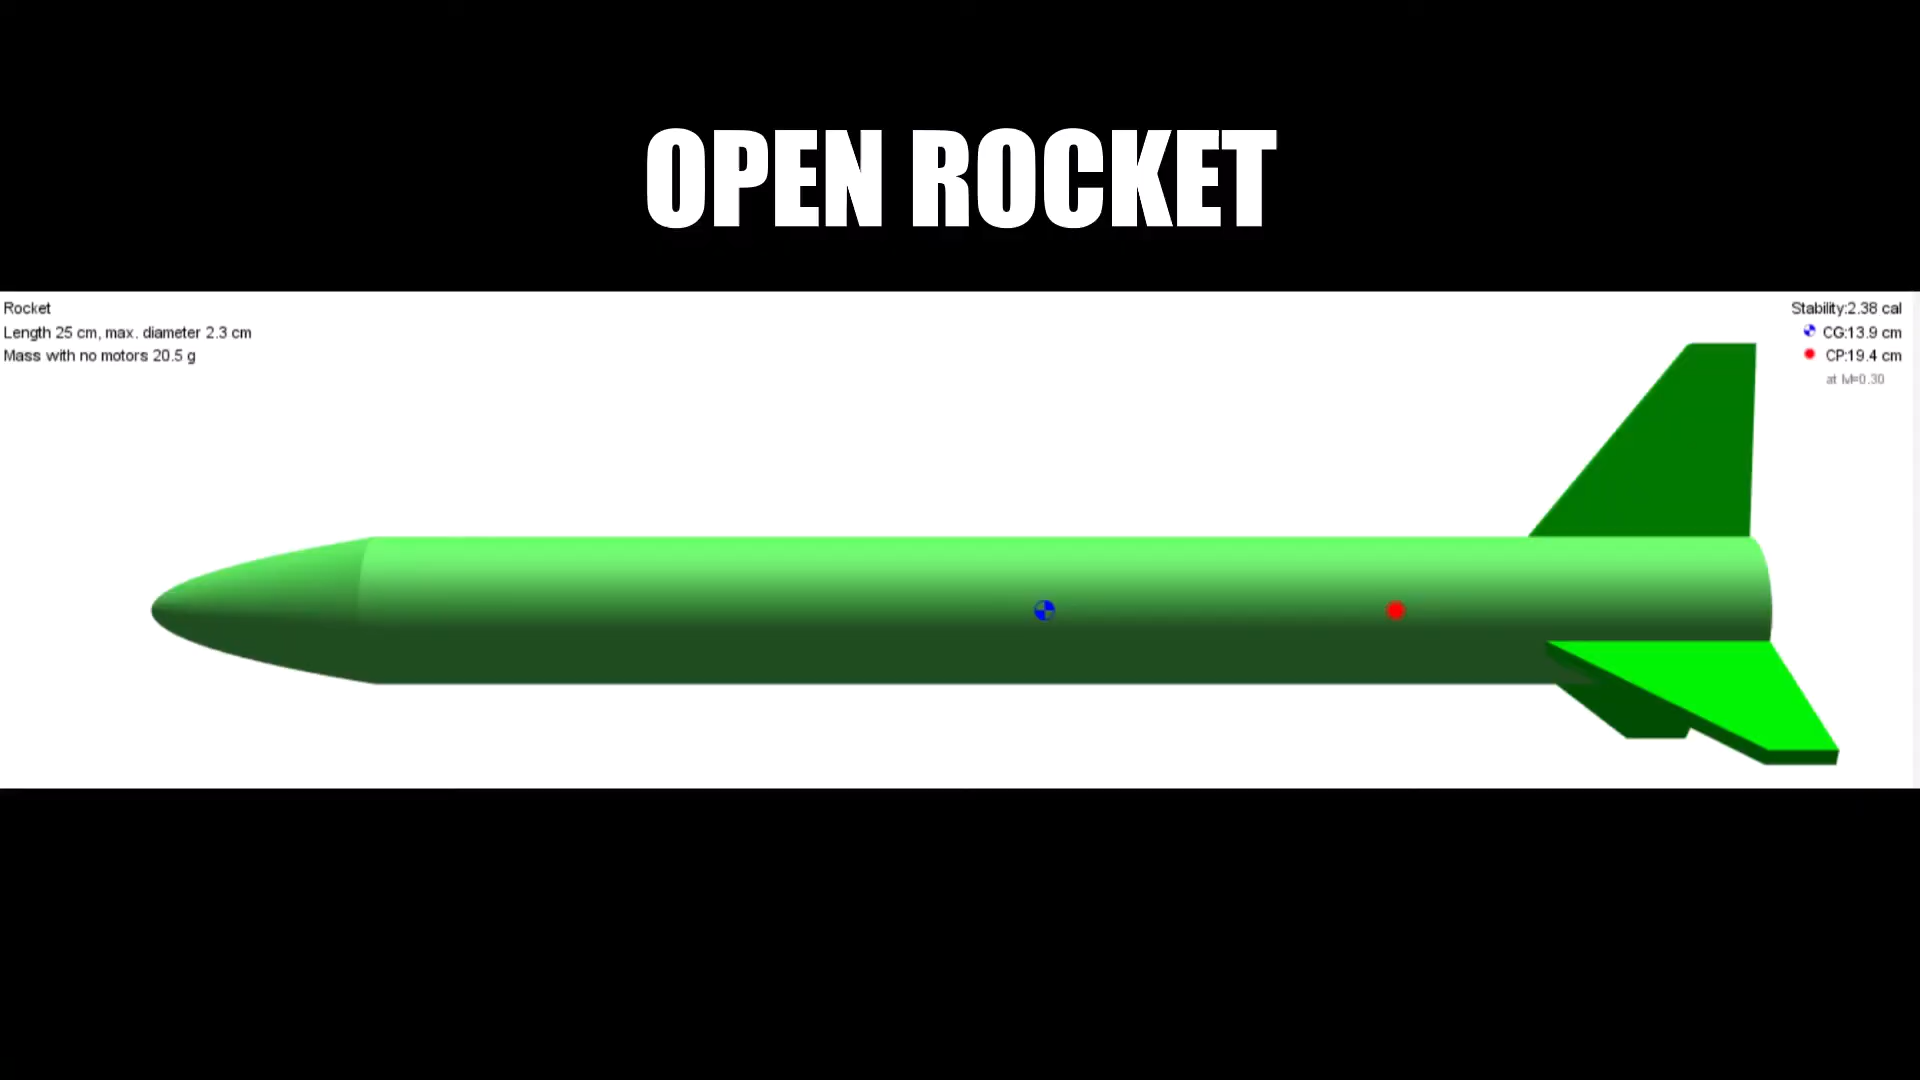 OPEN ROCKET
Rocket
Length 25 cm, max. diameter 2.3 cm
Mass with no motors 20.5 g
Stability:2.38 cal
CG:13.9 cm
CP:19.4 cm
at M=0.30